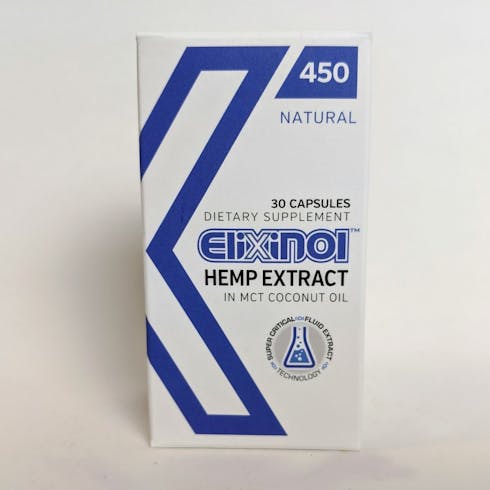 450
NATURAL
30 CAPSULES
DIETARY SUPPLEMENT
Elixinol™
HEMP EXTRACT
IN MCT COCONUT OIL
SUPER CRITICAL FLUID EXTRACT
TECHNOLOGY